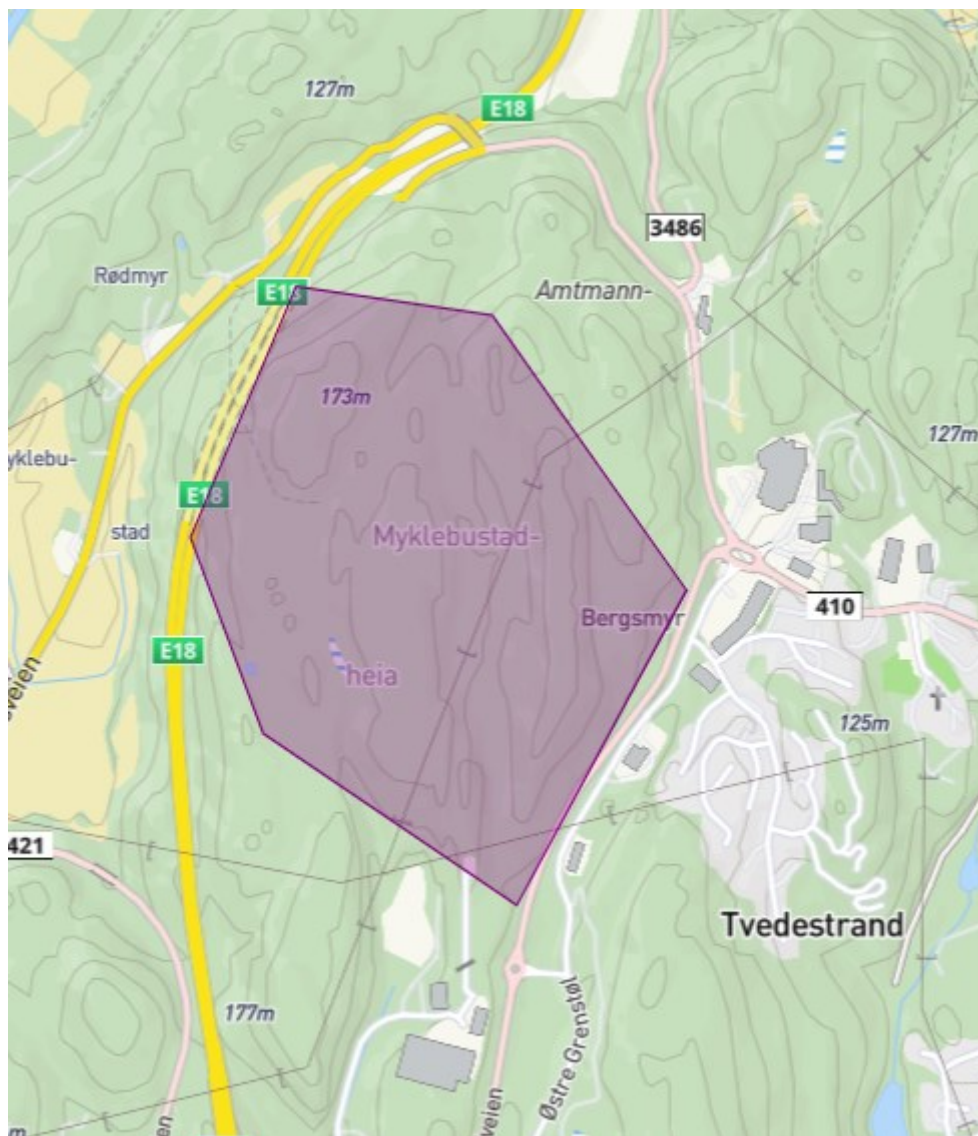 127m
E18
3486
Rødmyr
Amtmann-
E18
173m
127m
yklebu-
E18
stad
Myklebustad-
410
Bergsmyr
E18
heia
veien
125m
421
Tvedestrand
177m
Østre Grenstøl
veien
en
m